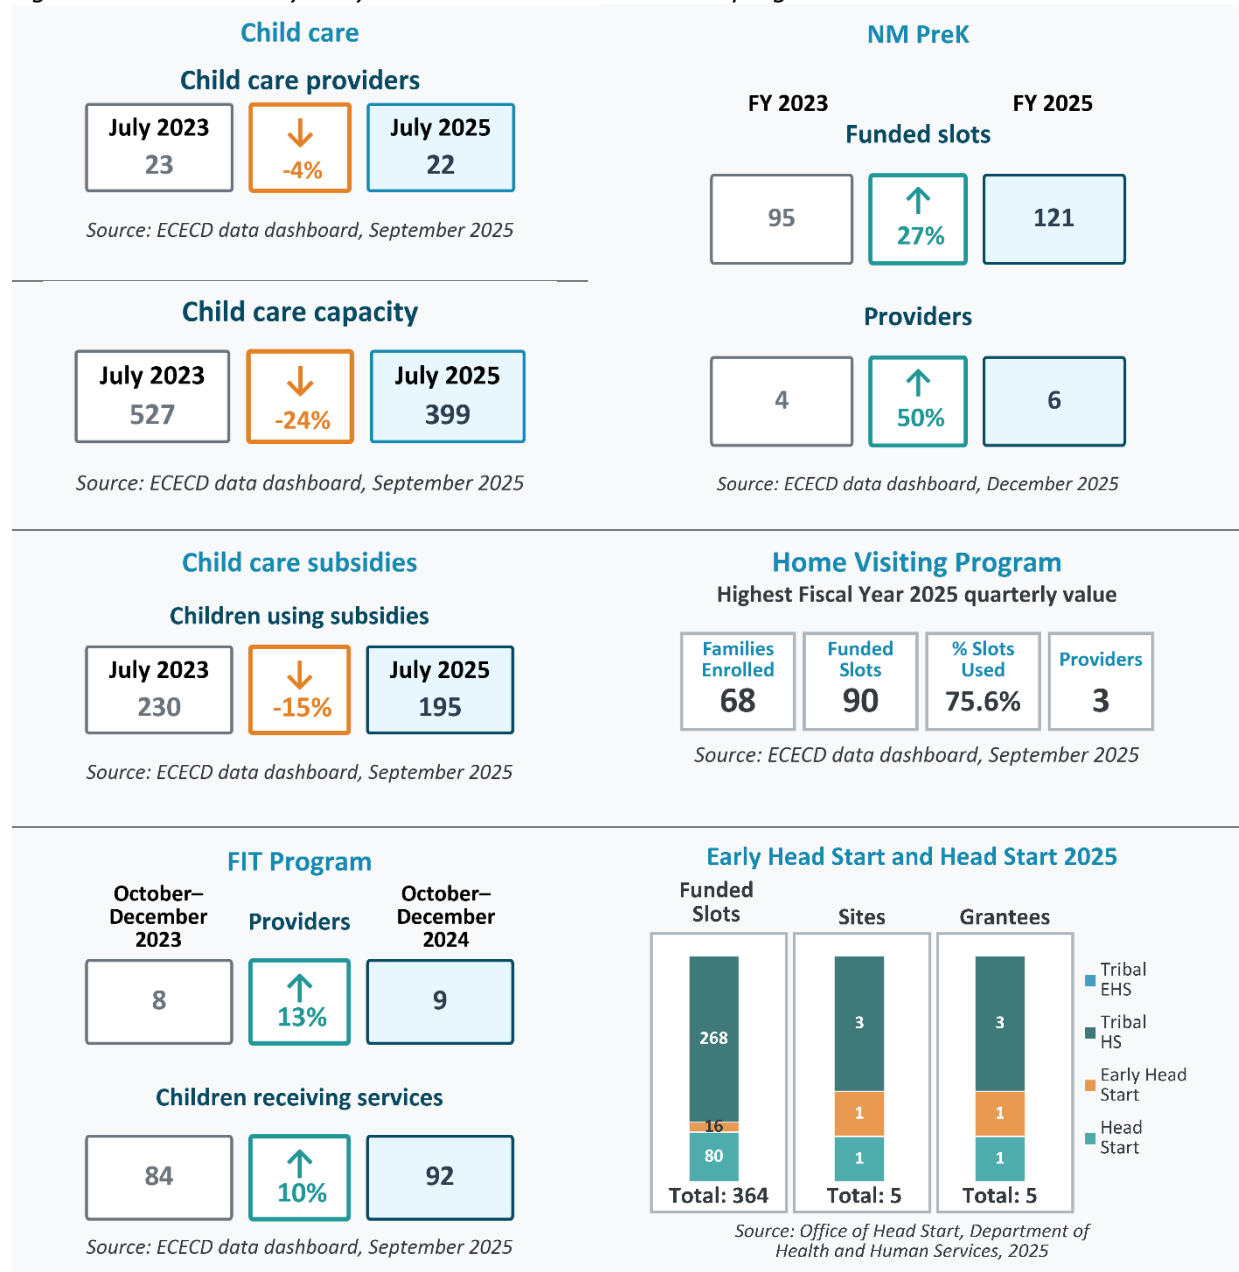 Child care
Child care providers
July 2023
23
-4%
July 2025
22
Source: ECECD data dashboard, September 2025
Child care capacity
July 2023
527
-24%
July 2025
399
Source: ECECD data dashboard, September 2025
NM PreK
FY 2023
FY 2025
Funded slots
95
27%
121
Providers
4
50%
6
Source: ECECD data dashboard, December 2025
Child care subsidies
Children using subsidies
July 2023
230
-15%
July 2025
195
Source: ECECD data dashboard, September 2025
Home Visiting Program
Highest Fiscal Year 2025 quarterly value
Families
Enrolled
68
Funded
Slots
90
% Slots
Used
75.6%
Providers
3
Source: ECECD data dashboard, September 2025
FIT Program
October–
December
2023
Providers
October–
December
2024
8
13%
9
Children receiving services
84
10%
92
Source: ECECD data dashboard, September 2025
Early Head Start and Head Start 2025
Funded
Slots
268
16
80
Total: 364
Sites
3
1
1
Total: 5
Grantees
3
1
1
Total: 5
Tribal
EHS
Tribal
HS
Early Head
Start
Head
Start
Source: Office of Head Start, Department of
Health and Human Services, 2025